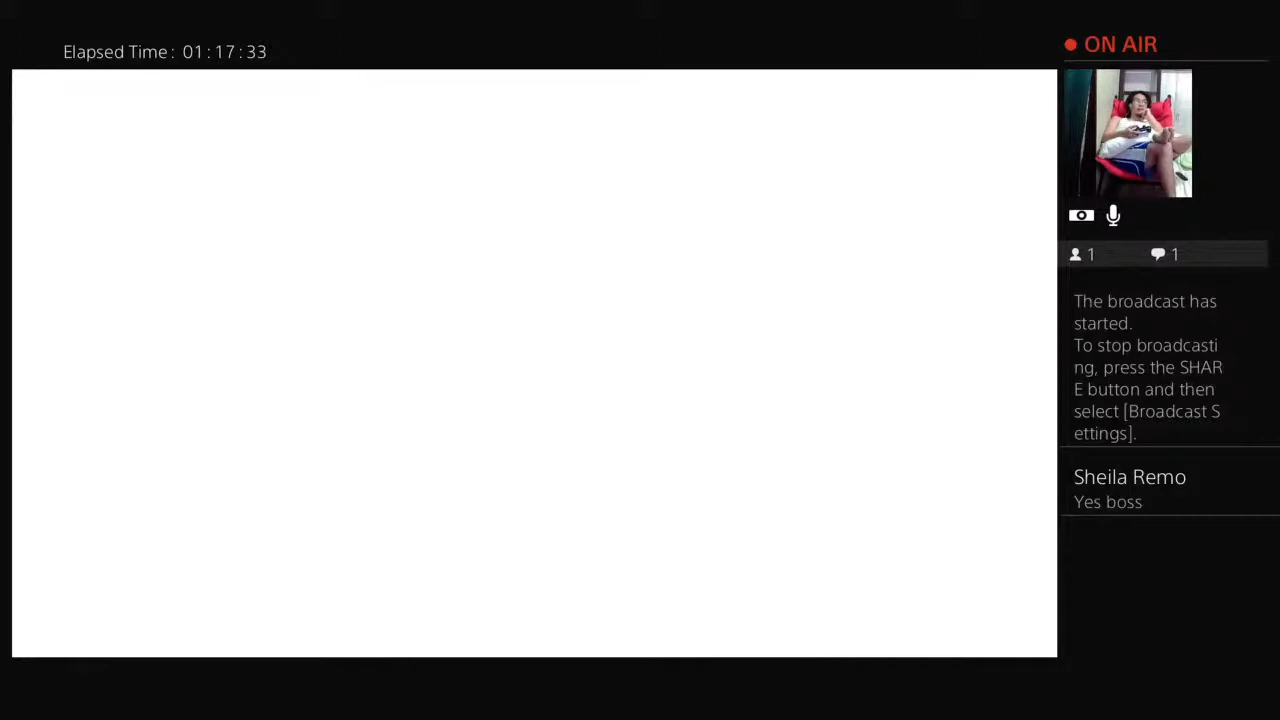 Elapsed Time: 01:17:33
ON AIR
1
1
The broadcast has
started.
To stop broadcasti
ng, press the SHAR
E button and then
select [Broadcast S
ettings].
Sheila Remo
Yes boss